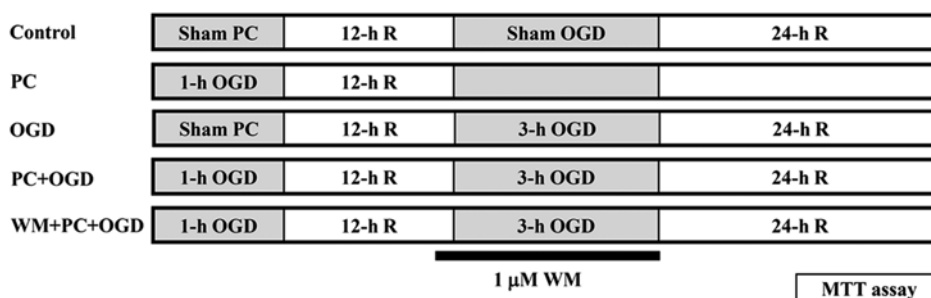 Control Sham PC 12-h R Sham OGD 24-h R
PC 1-h OGD 12-h R
OGD Sham PC 12-h R 3-h OGD 24-h R
PC+OGD 1-h OGD 12-h R 3-h OGD 24-h R
WM+PC+OGD 1-h OGD 12-h R 3-h OGD 24-h R
1 μM WM
MTT assay